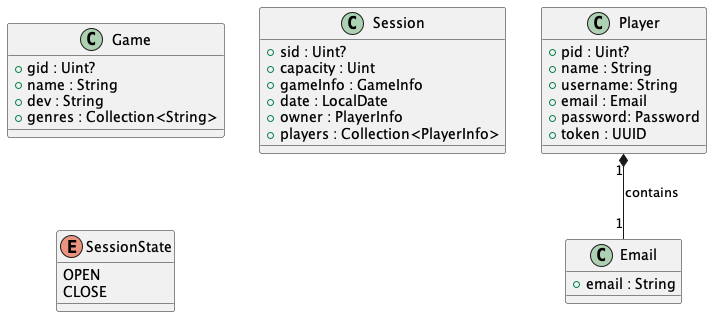 C Game
gid : Uint?
name : String
dev : String
genres : Collection<String>
C Session
sid : Uint?
capacity : Uint
gameInfo : GameInfo
date : LocalDate
owner : PlayerInfo
players : Collection<PlayerInfo>
C Player
pid : Uint?
name : String
username: String
email : Email
password: Password
token : UUID
1
contains
1
E SessionState
OPEN
CLOSE
C Email
email : String